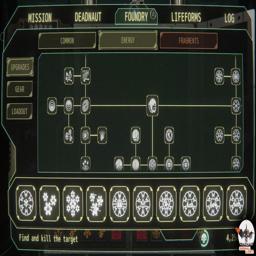 MISSION DEADNAUT FOUNDRY LIFEFORMS LOG
COMMON ENERGY FRAGMENTS
UPGRADES
GEAR
LOADOUT
Find and kill the target